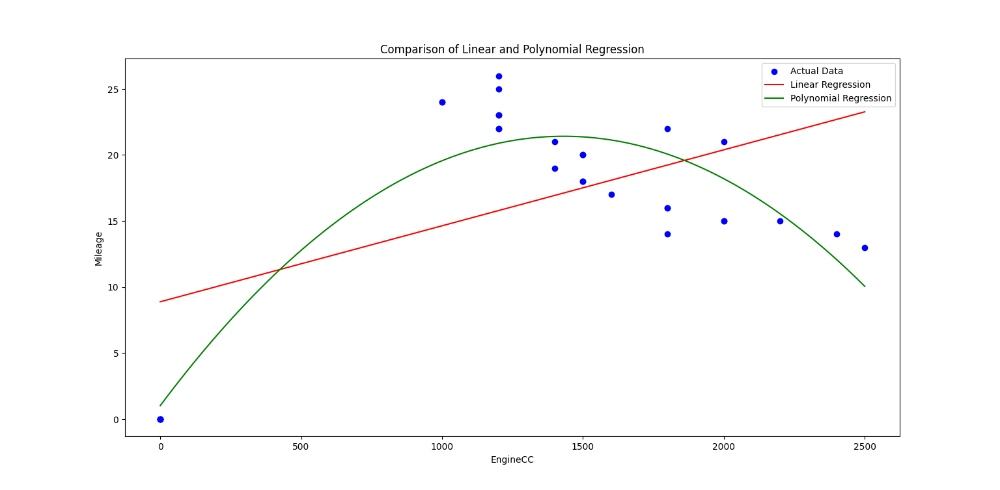 Comparison of Linear and Polynomial Regression
Actual Data
Linear Regression
Polynomial Regression
25
20
15
10
5
0
Mileage
0 500 1000 1500 2000 2500
EngineCC